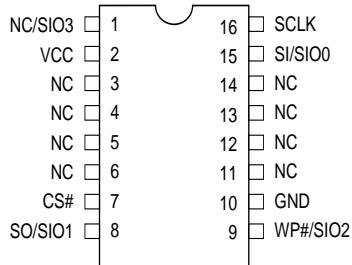 NC/SIO3 1 16 SCLK
VCC 2 15 SI/SIO0
NC 3 14 NC
NC 4 13 NC
NC 5 12 NC
NC 6 11 NC
CS# 7 10 GND
SO/SIO1 8 9 WP#/SIO2